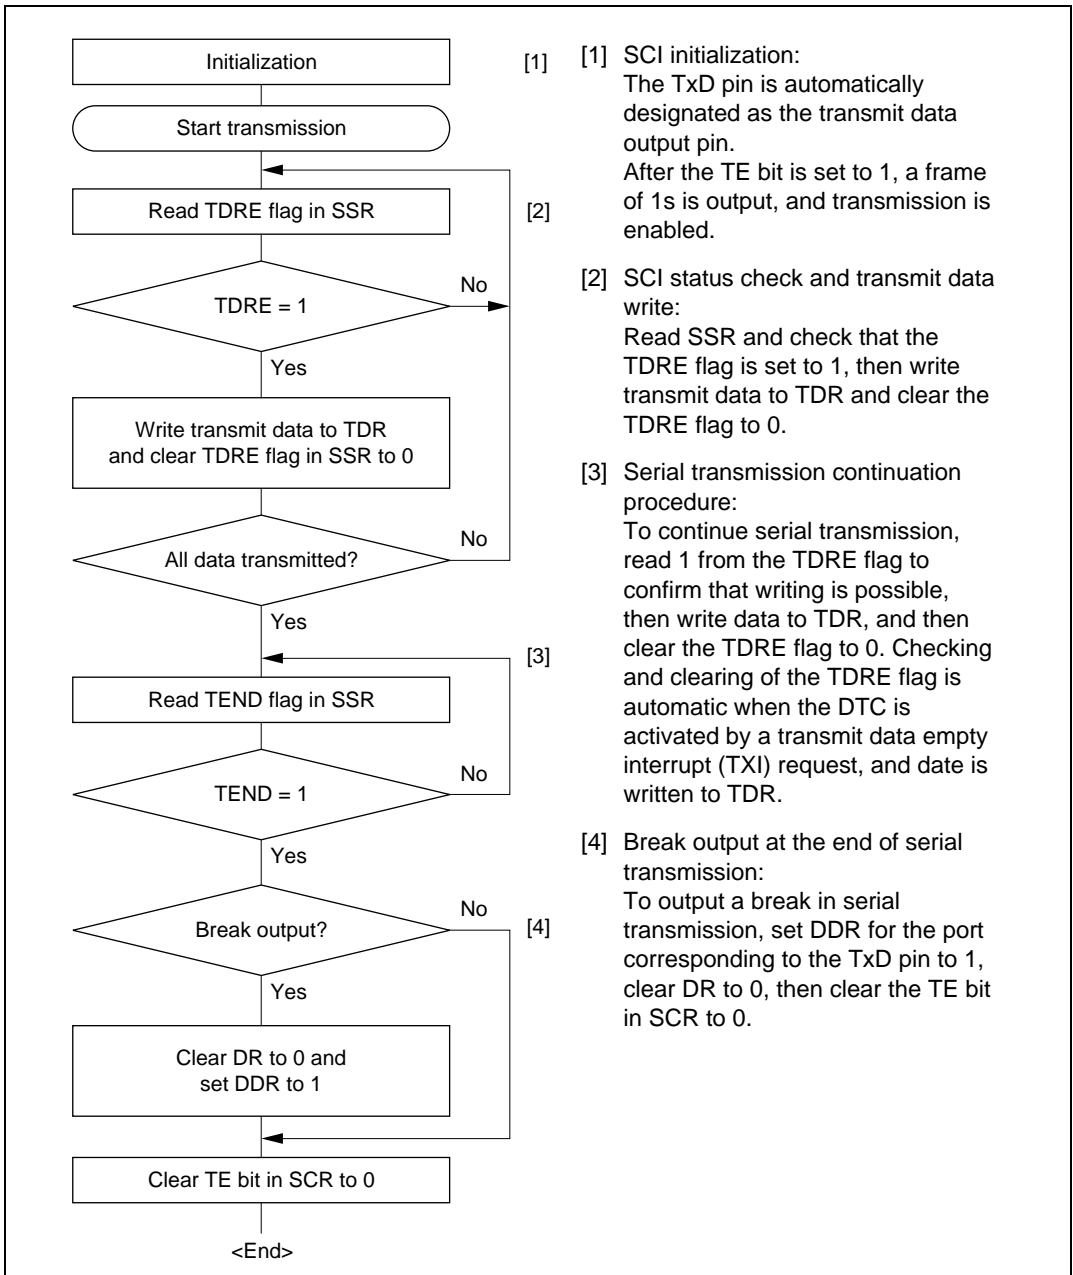 Initialization
[1]
Start transmission
Read TDRE flag in SSR
[2]
TDRE = 1
No
Yes
Write transmit data to TDR
and clear TDRE flag in SSR to 0
All data transmitted?
No
Yes
[3]
Read TEND flag in SSR
TEND = 1
No
Yes
Break output?
No
[4]
Yes
Clear DR to 0 and
set DDR to 1
Clear TE bit in SCR to 0
<End>
[1] SCI initialization:
The TxD pin is automatically
designated as the transmit data
output pin.
After the TE bit is set to 1, a frame
of 1s is output, and transmission is
enabled.
[2] SCI status check and transmit data
write:
Read SSR and check that the
TDRE flag is set to 1, then write
transmit data to TDR and clear the
TDRE flag to 0.
[3] Serial transmission continuation
procedure:
To continue serial transmission,
read 1 from the TDRE flag to
confirm that writing is possible,
then write data to TDR, and then
clear the TDRE flag to 0. Checking
and clearing of the TDRE flag is
automatic when the DTC is
activated by a transmit data empty
interrupt (TXI) request, and date is
written to TDR.
[4] Break output at the end of serial
transmission:
To output a break in serial
transmission, set DDR for the port
corresponding to the TxD pin to 1,
clear DR to 0, then clear the TE bit
in SCR to 0.